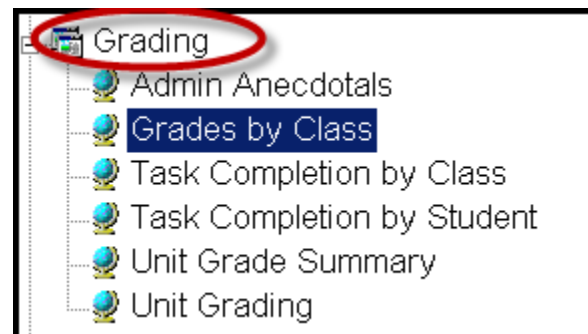 Grading
Admin Anecdotals
Grades by Class
Task Completion by Class
Task Completion by Student
Unit Grade Summary
Unit Grading